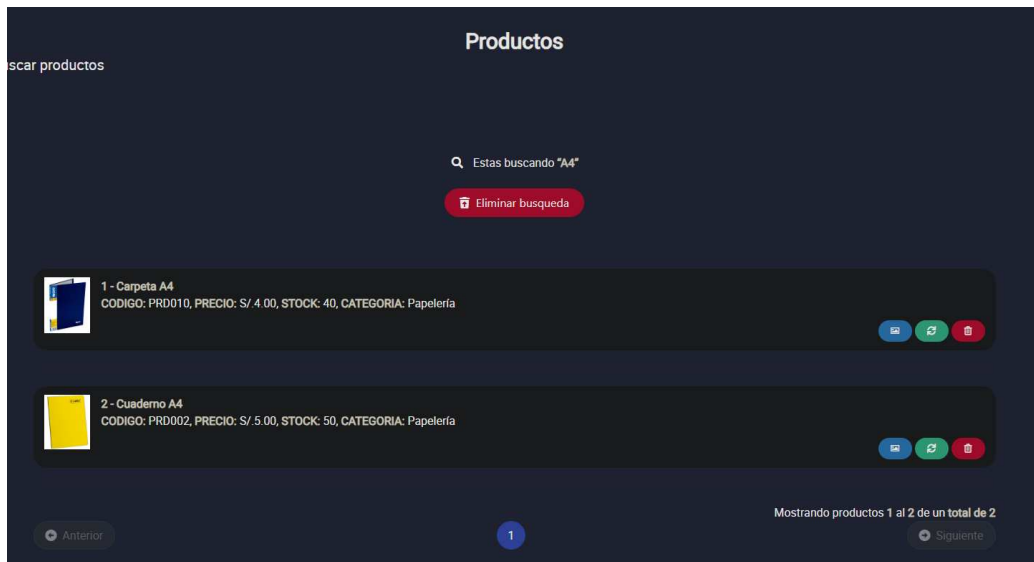 Productos
scar productos
Estas buscando "A4"
Eliminar busqueda
1 - Carpeta A4
CODIGO: PRD010, PRECIO: S/.4.00, STOCK: 40, CATEGORIA: Papelería
2 - Cuaderno A4
CODIGO: PRD002, PRECIO: S/.5.00, STOCK: 50, CATEGORIA: Papelería
Mostrando productos 1 al 2 de un total de 2
Anterior
1
Siguiente